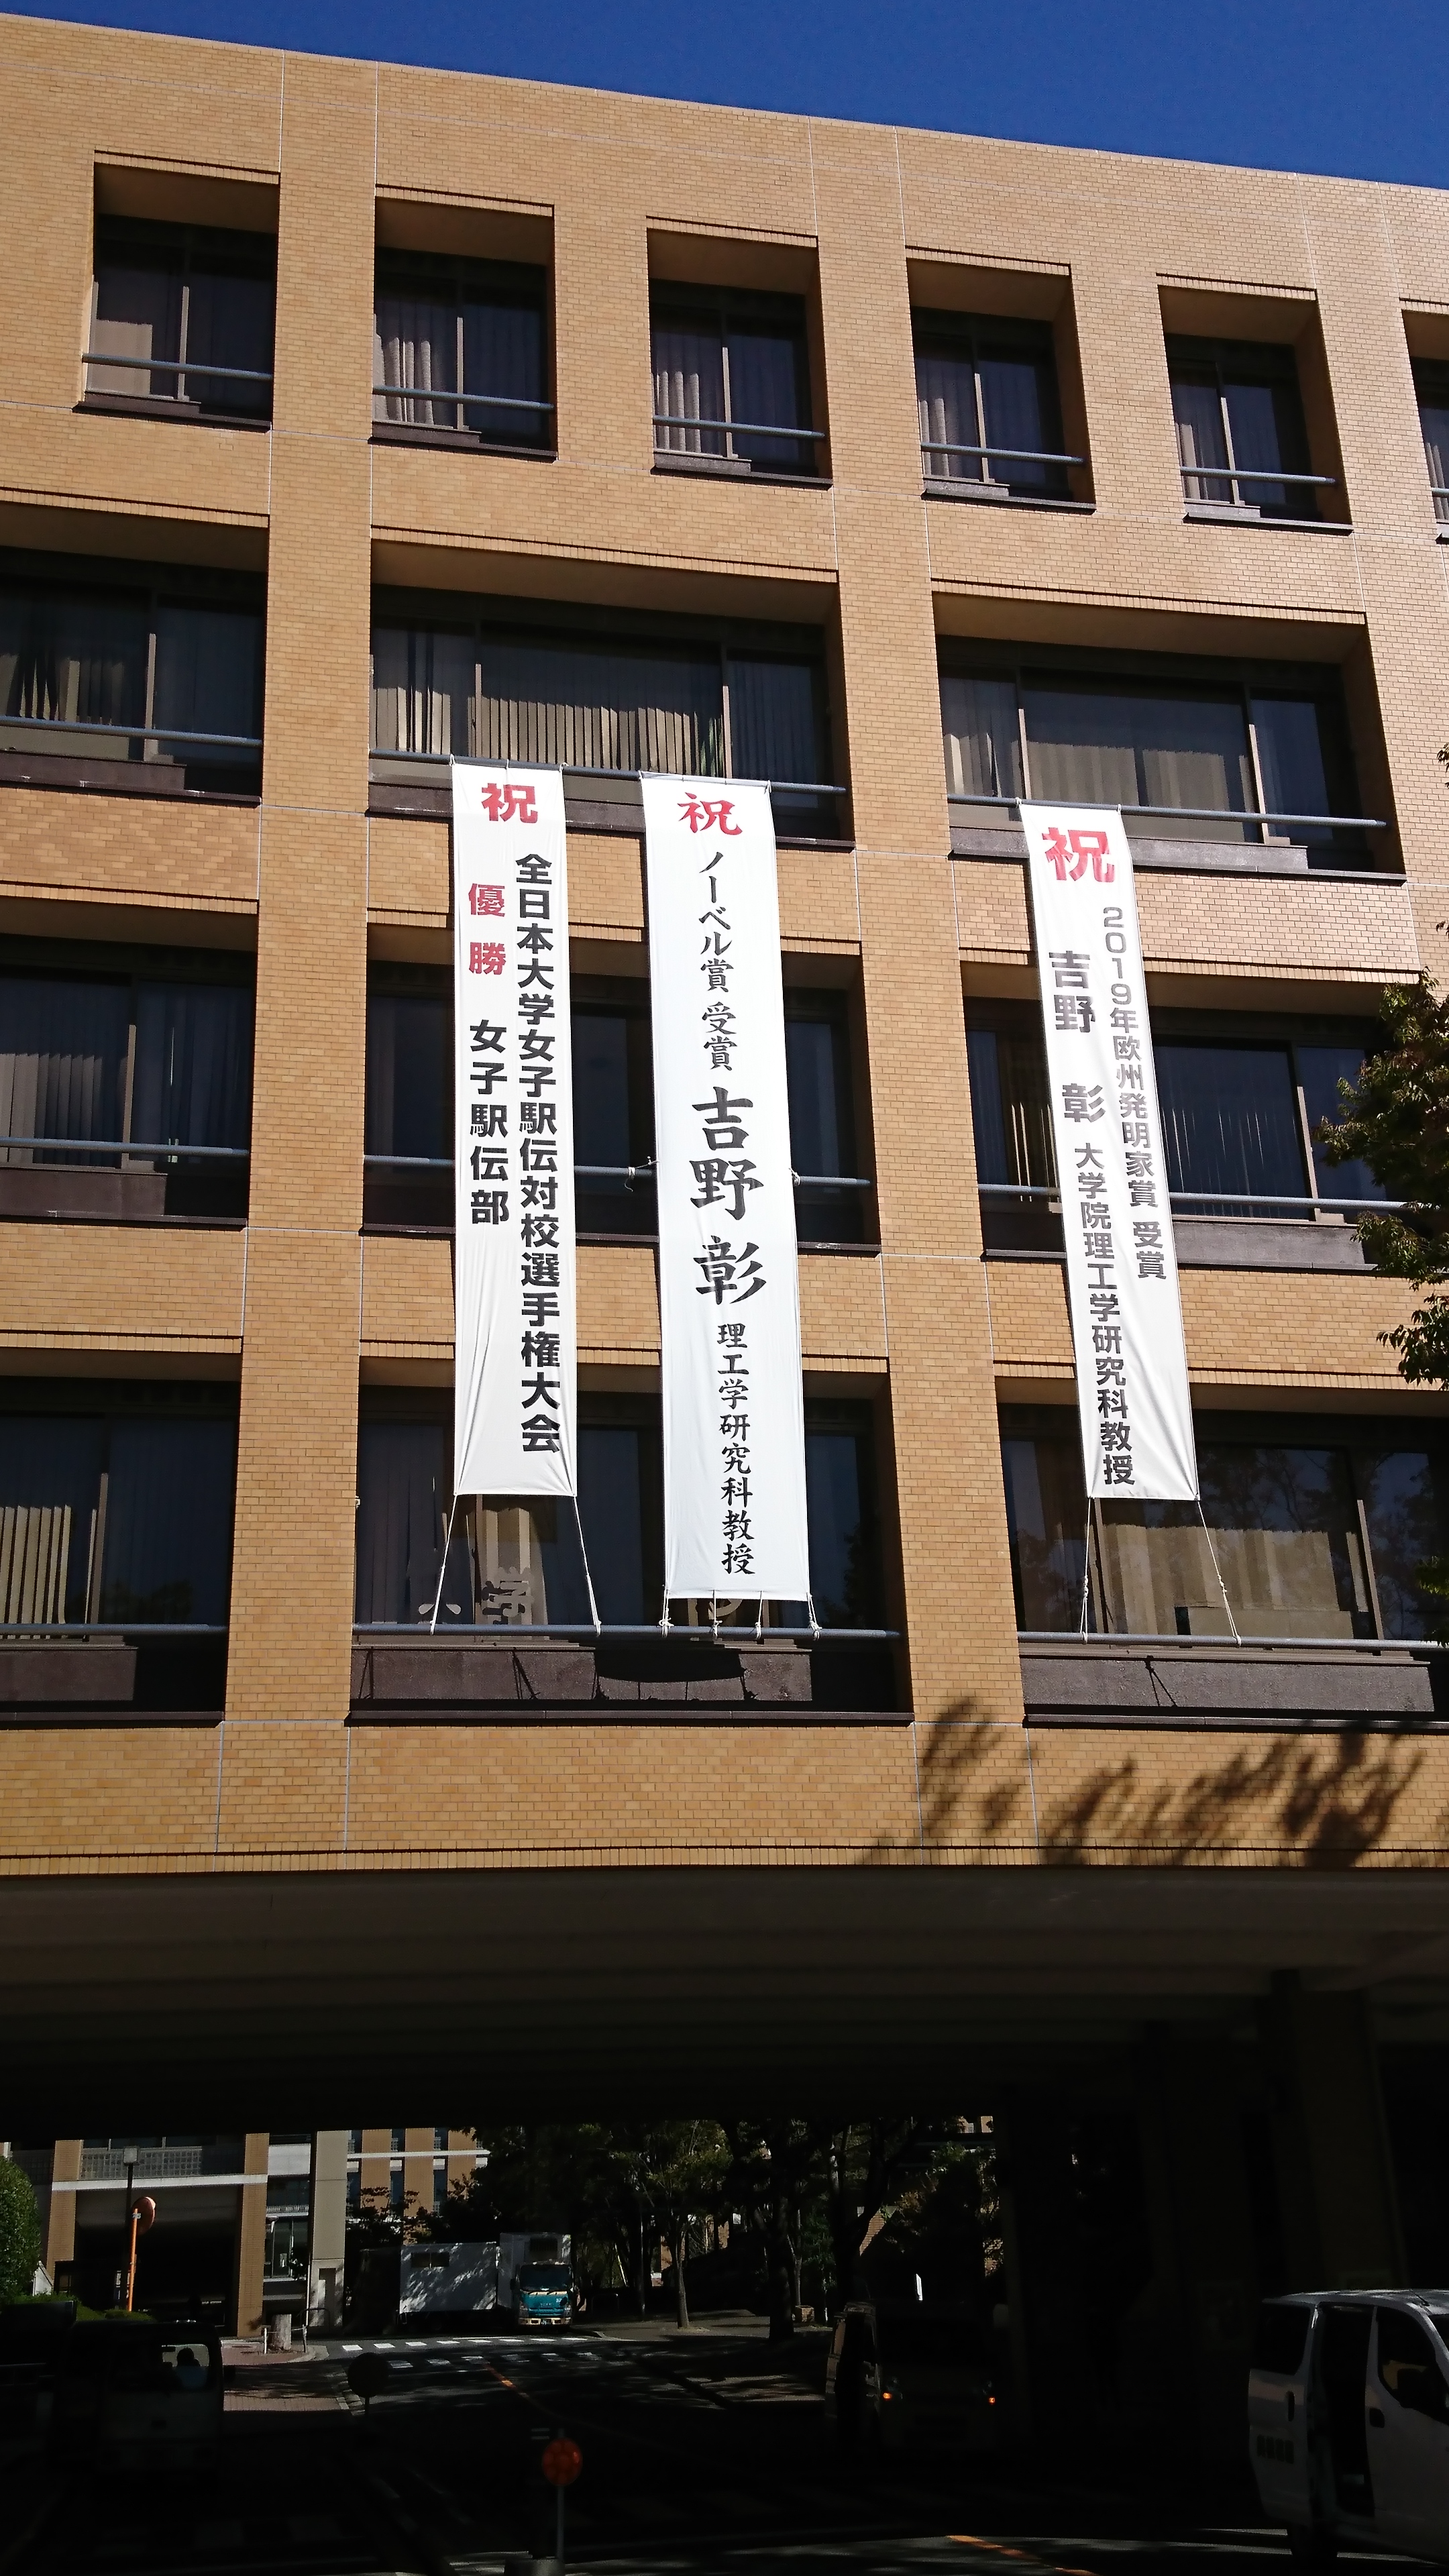 祝
全日本大学女子駅伝対校選手権大会
優勝 女子駅伝部
祝
ノーベル賞 受賞 吉野 彰 理工学研究科教授
祝
2019年欧州発明家賞 受賞
吉野 彰 大学院理工学研究科教授